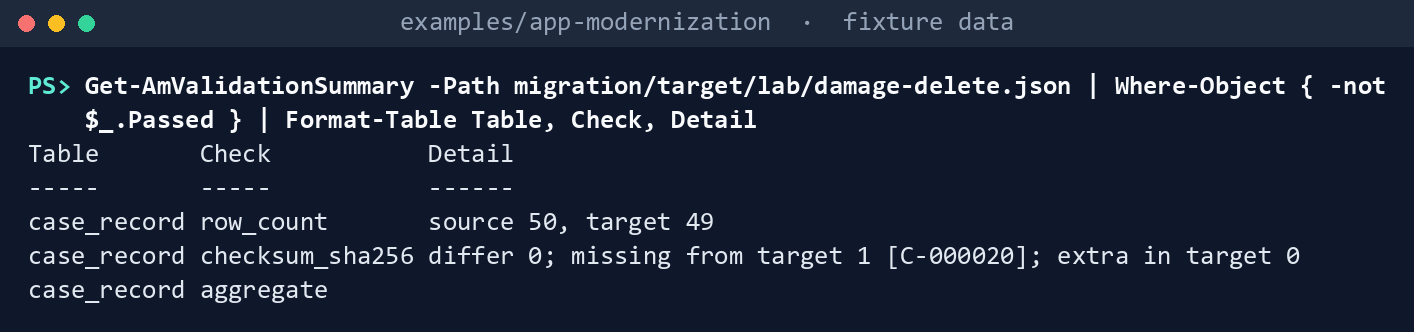 examples/app-modernization · fixture data
PS> Get-AmValidationSummary -Path migration/target/lab/damage-delete.json | Where-Object { -not
$_.Passed } | Format-Table Table, Check, Detail
Table Check Detail
----- ----- ------
case_record row_count source 50, target 49
case_record checksum_sha256 differ 0; missing from target 1 [C-000020]; extra in target 0
case_record aggregate